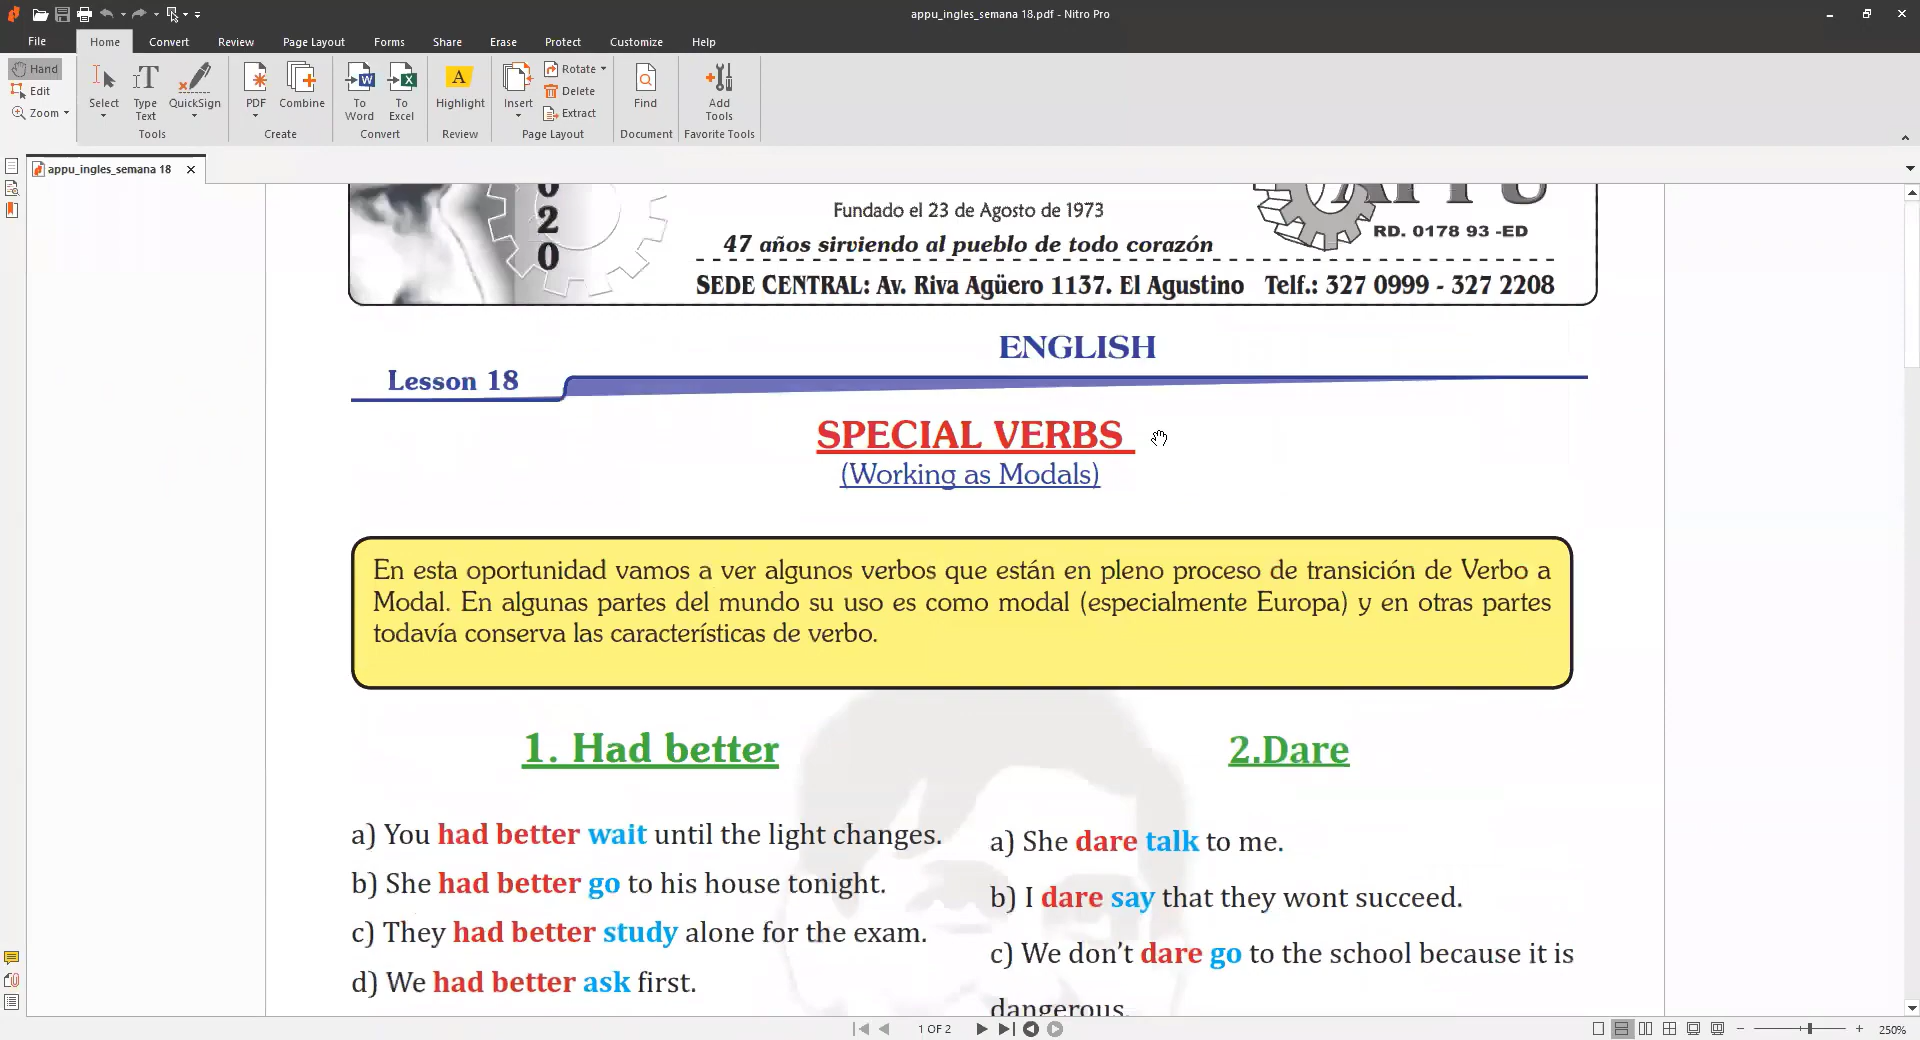 appu_ingles_semana 18.pdf - Nitro Pro
File Home Convert Review Page Layout Forms Share Erase Protect Customize Help
Hand
Edit
Zoom
Select
Type Text
QuickSign
Tools
PDF
Combine
Create
To Word
To Excel
Convert
Highlight
Review
Insert
Rotate
Delete
Extract
Page Layout
Find
Document
Add Tools
Favorite Tools
appu_ingles_semana 18
2
0
Fundado el 23 de Agosto de 1973
47 años sirviendo al pueblo de todo corazón
RD. 0178 93 -ED
SEDE CENTRAL: Av. Riva Agüero 1137. El Agustino Telf.: 327 0999 - 327 2208
ENGLISH
Lesson 18
SPECIAL VERBS
(Working as Modals)
En esta oportunidad vamos a ver algunos verbos que están en pleno proceso de transición de Verbo a
Modal. En algunas partes del mundo su uso es como modal (especialmente Europa) y en otras partes
todavía conserva las características de verbo.
1. Had better
a) You had better wait until the light changes.
b) She had better go to his house tonight.
c) They had better study alone for the exam.
d) We had better ask first.
2.Dare
a) She dare talk to me.
b) I dare say that they wont succeed.
c) We don't dare go to the school because it is
dangerous.
1 OF 2
250%